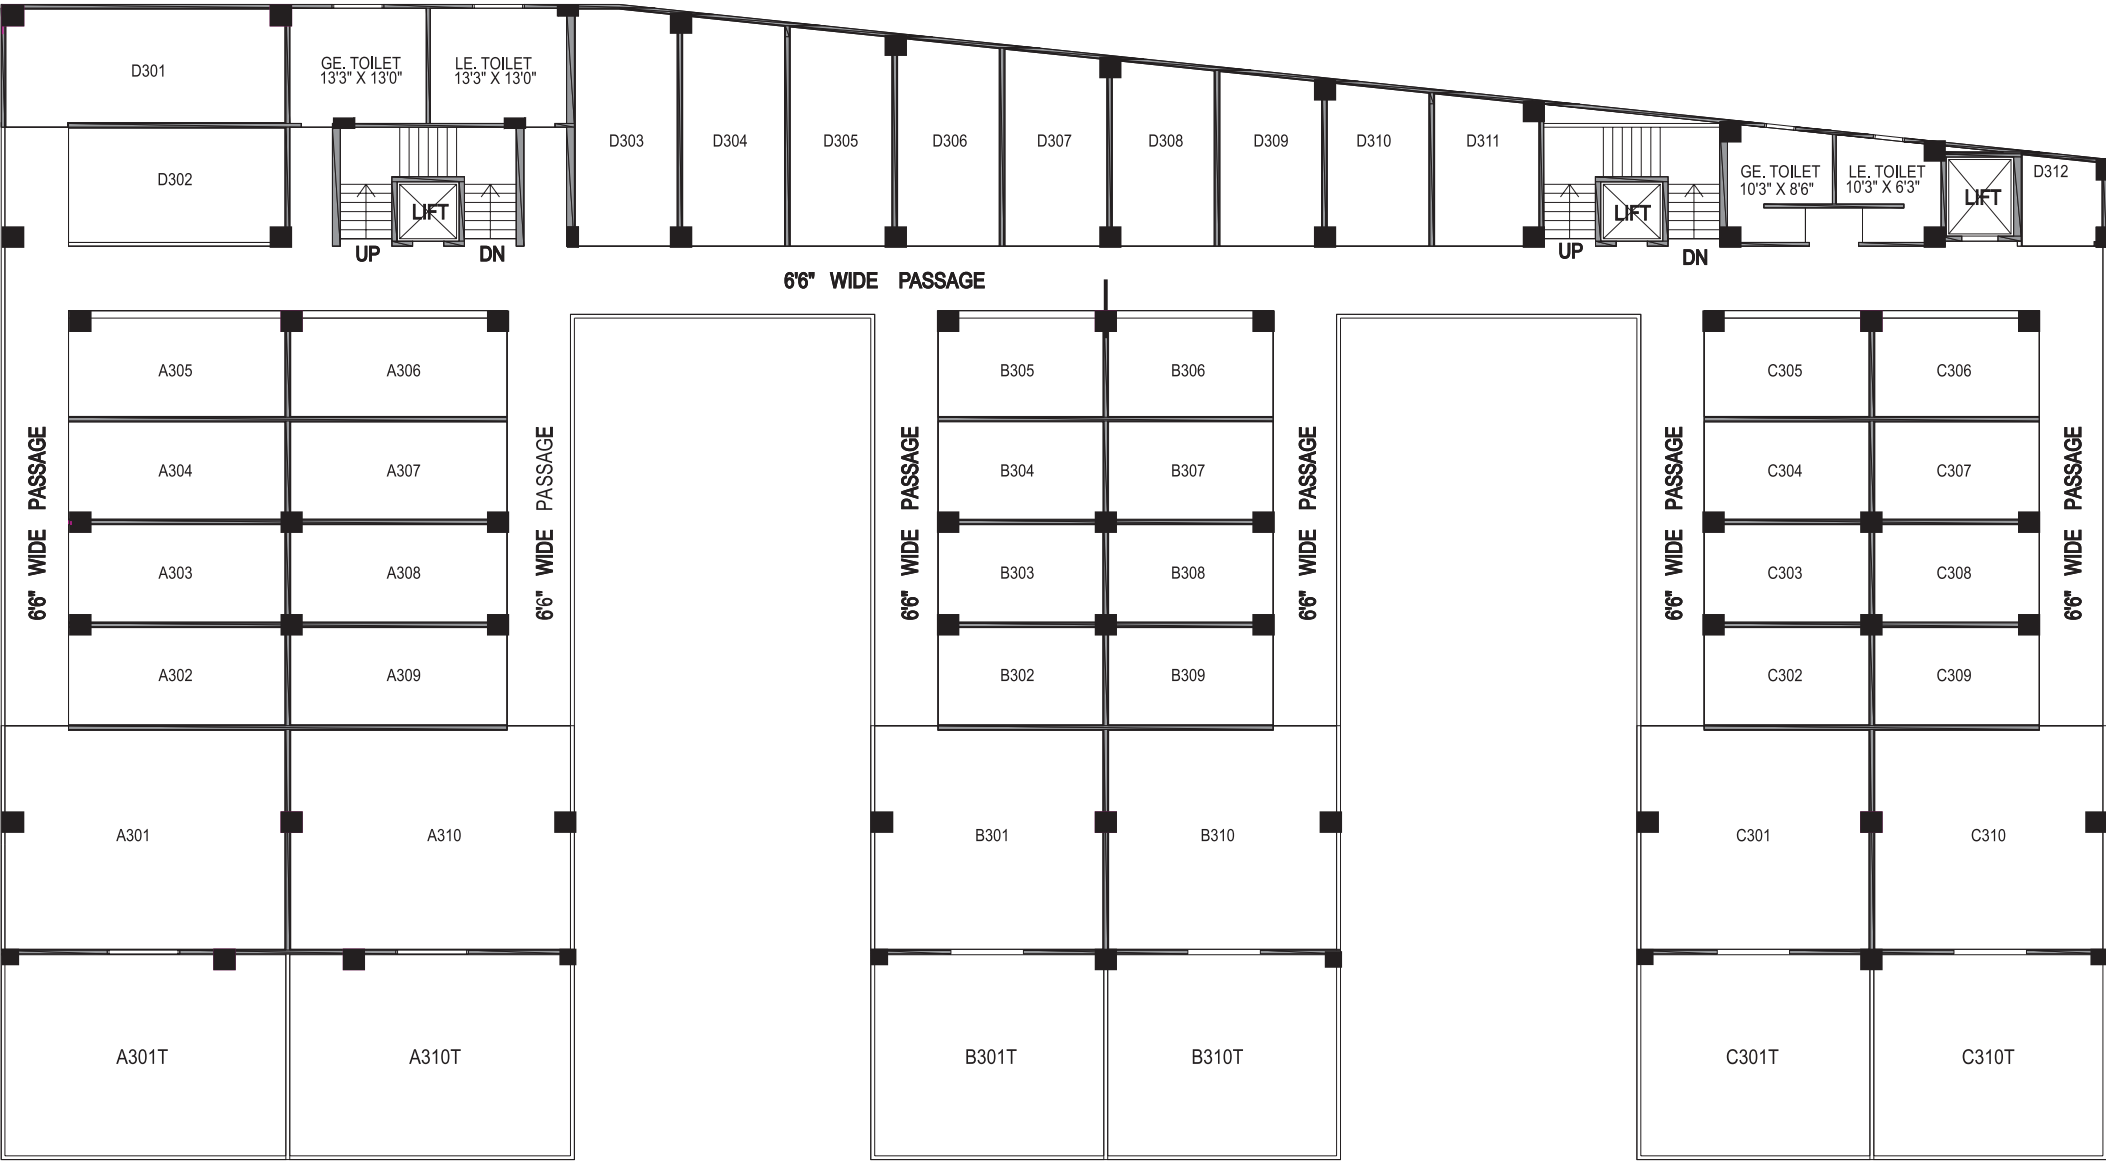 D301
GE. TOILET
13'3" X 13'0"
LE. TOILET
13'3" X 13'0"
D302
LIFT
UP
DN
D303
D304
D305
D306
D307
D308
D309
D310
D311
LIFT
UP
DN
GE. TOILET
10'3" X 8'6"
LE. TOILET
10'3" X 6'3"
LIFT
D312
6'6" WIDE PASSAGE
6'6" WIDE PASSAGE
A305
A306
A304
A307
A303
A308
A302
A309
6'6" WIDE PASSAGE
A301
A310
A301T
A310T
6'6" WIDE PASSAGE
B305
B306
B304
B307
B303
B308
B302
B309
6'6" WIDE PASSAGE
B301
B310
B301T
B310T
6'6" WIDE PASSAGE
C305
C306
C304
C307
C303
C308
C302
C309
6'6" WIDE PASSAGE
C301
C310
C301T
C310T